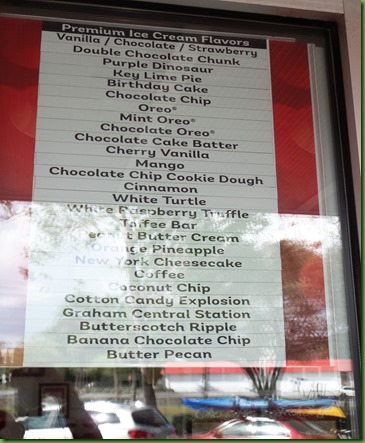 Premium Ice Cream Flavors
Vanilla / Chocolate / Strawberry
Double Chocolate Chunk
Purple Dinosaur
Key Lime Pie
Birthday Cake
Chocolate Chip
Oreo®
Mint Oreo®
Chocolate Oreo®
Chocolate Cake Batter
Cherry Vanilla
Mango
Chocolate Chip Cookie Dough
Cinnamon
White Turtle
White Raspberry Truffle
Toffee Bar
Peanut Butter Cream
Orange Pineapple
New York Cheesecake
Coffee
Coconut Chip
Cotton Candy Explosion
Graham Central Station
Butterscotch Ripple
Banana Chocolate Chip
Butter Pecan